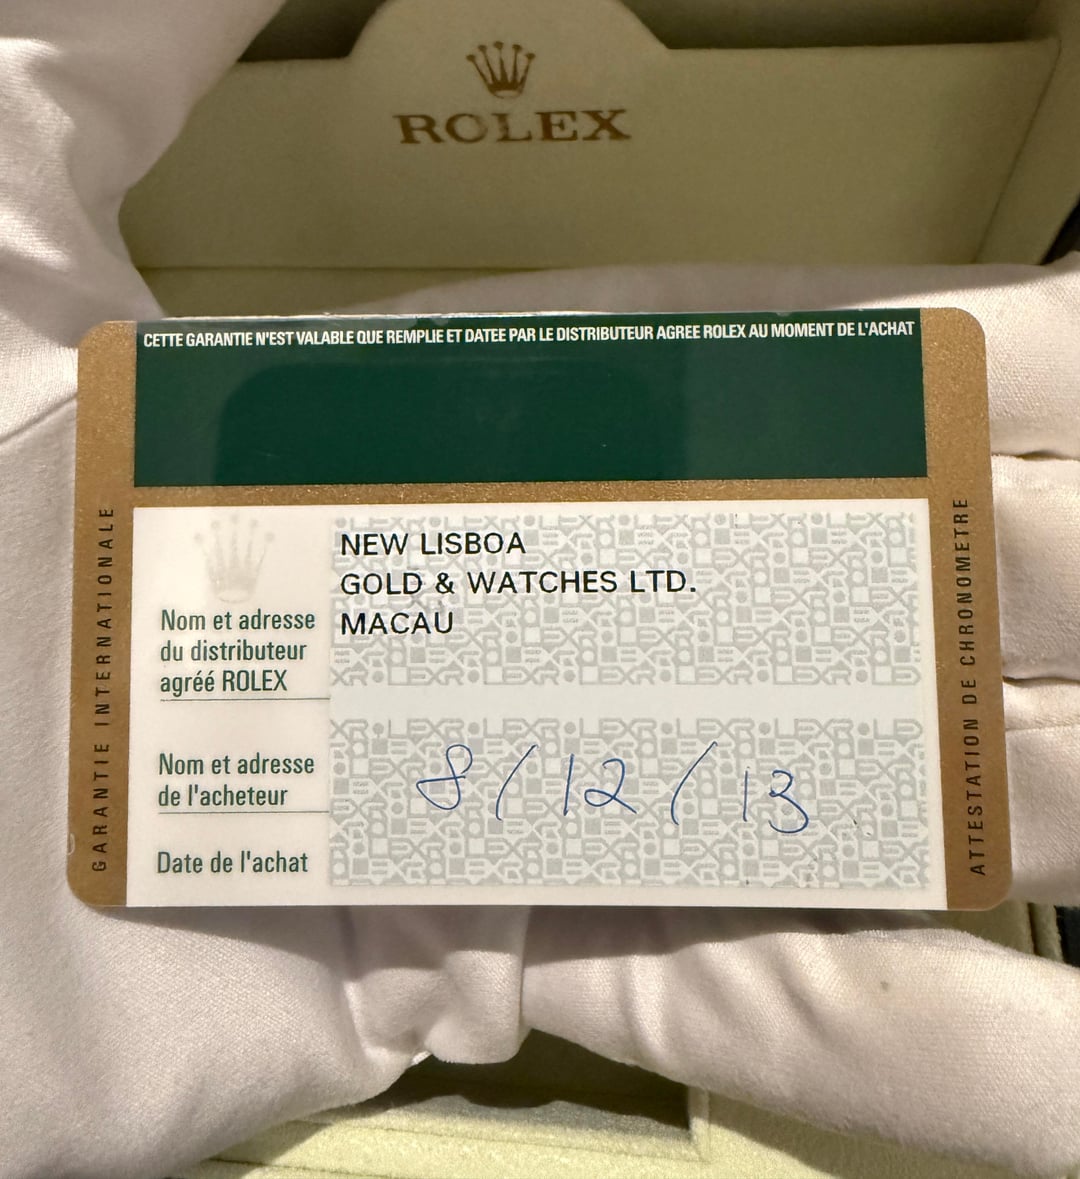 ROLEX
CETTE GARANTIE N'EST VALABLE QUE REMPLIE ET DATEE PAR LE DISTRIBUTEUR AGREE ROLEX AU MOMENT DE L'ACHAT
GARANTIE INTERNATIONALE
NEW LISBOA
GOLD & WATCHES LTD.
MACAU
Nom et adresse
du distributeur
agréé ROLEX
Nom et adresse
de l'acheteur
8/12/13
Date de l'achat
ATTESTATION DE CHRONOMETRE